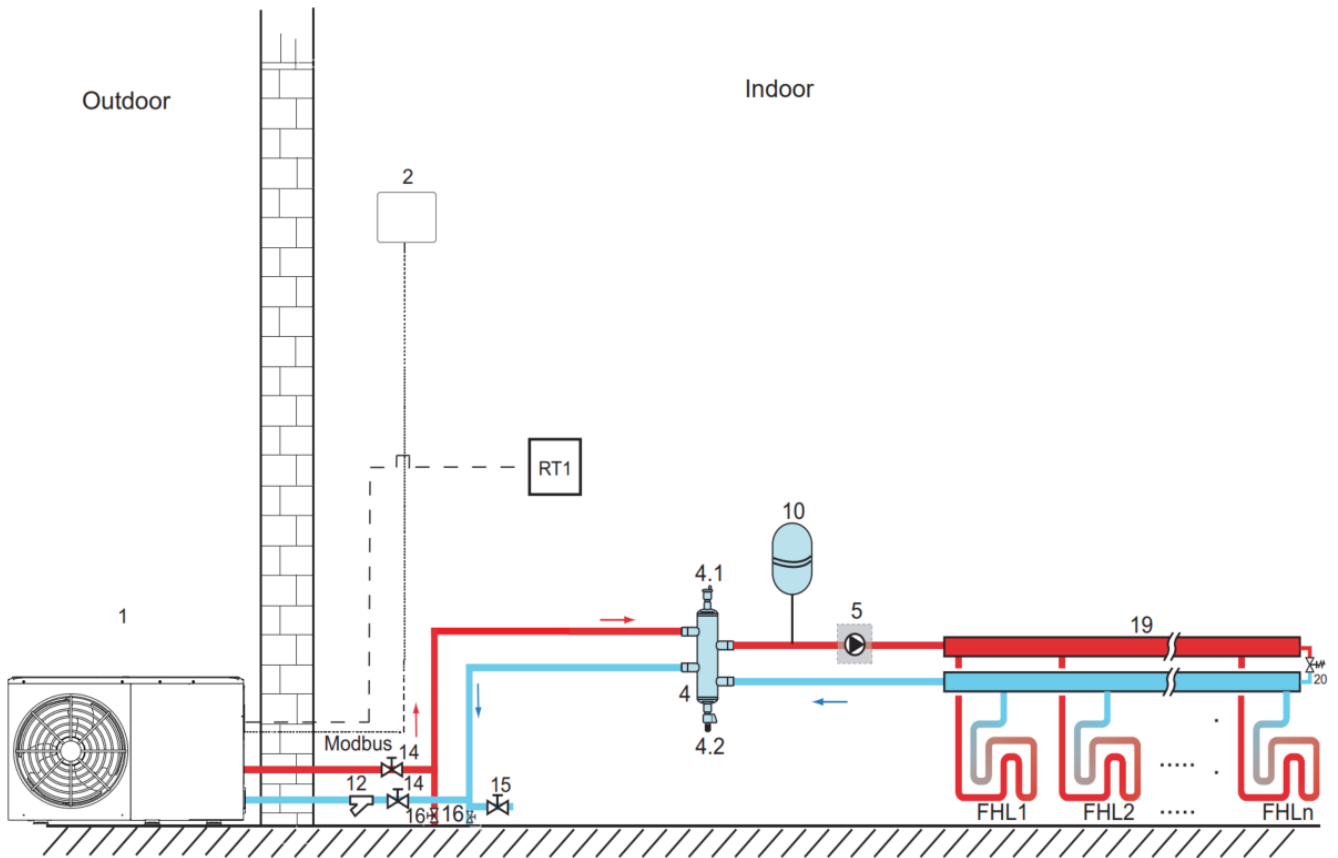 Outdoor
Indoor
2
RT1
10
4.1
5
1
19
20
4
4.2
Modbus
14
12
14
15
16
16
FHL1
FHL2
.....
.....
FHLn